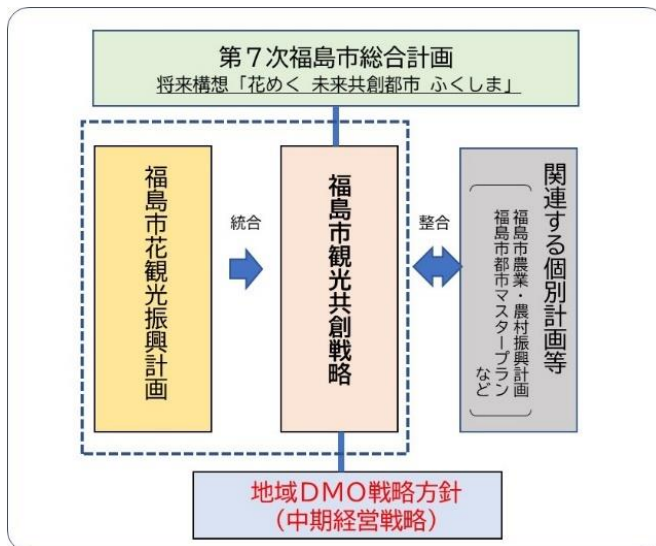 第７次福島市総合計画
将来構想「花めく 未来共創都市 ふくしま」
福島市花観光振興計画
統合
福島市観光共創戦略
整合
関連する個別計画等
福島市農業・農村振興計画
福島市都市マスタープラン
など
地域DMO戦略方針
（中期経営戦略）